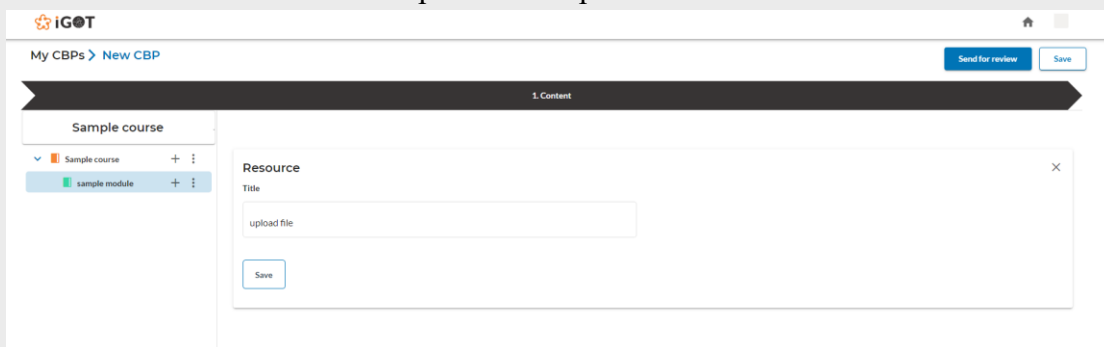 iGOT
My CBPs > New CBP
Send for review
Save
1. Content
Sample course
Sample course
sample module
Resource
Title
upload file
Save